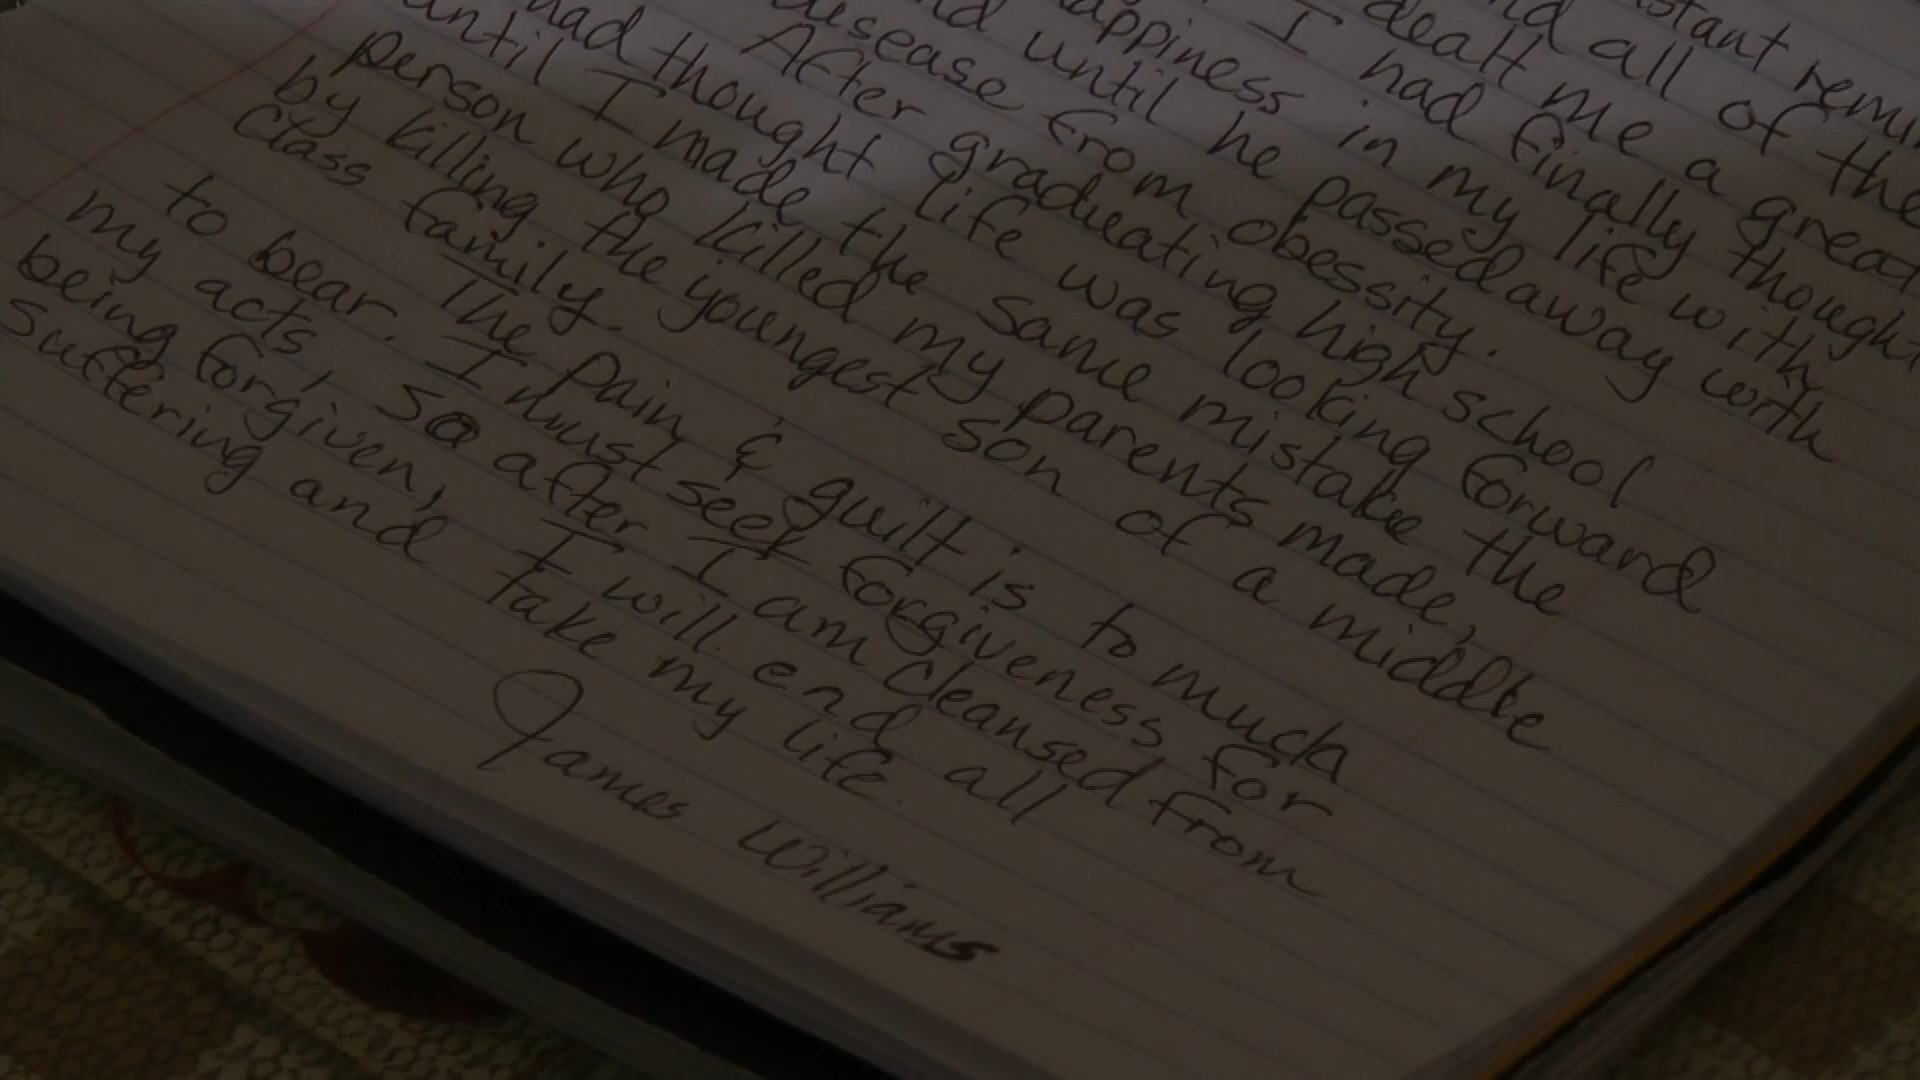 all of the
dealt me a great
I had finally thought
happiness in my life with
until he passedaway with
disease from obessity.
After graduating high school
had thought life was looking forward
until I made the same mistake the
person who killed my parents made,
by killing the youngest son of a middle
class family.
The pain & guilt is to much
to bear. I must seek forgiveness for
my acts, so after I am cleansed from
being forgiven, I will end all
suffering and take my life.
James Williams